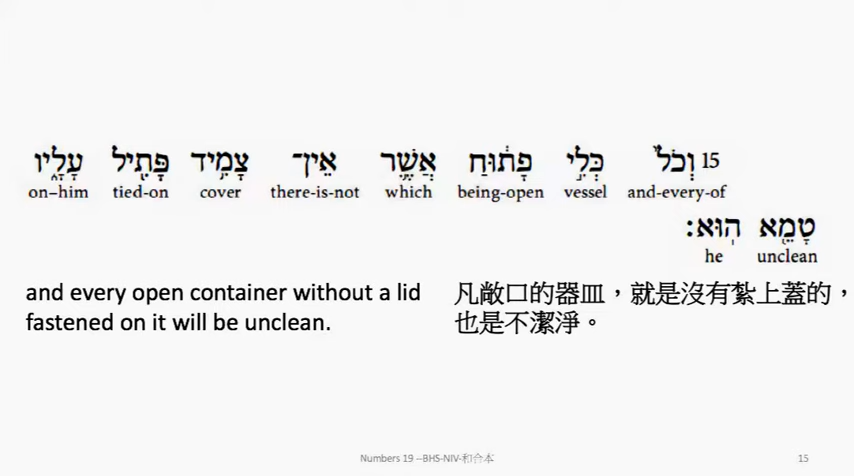 15 וְכֹל֙ כְּלִ֣י פָת֔וּחַ אֲשֶׁ֛ר אֵין־ צָמִ֥יד פָּתִ֖יל עָלָ֑יו
and-every-of vessel being-open which there-is-not cover tied-on on–him
טָמֵ֖א הֽוּא׃
unclean he
and every open container without a lid
fastened on it will be unclean.
凡敞口的器皿，就是沒有紮上蓋的，
也是不潔淨。
Numbers 19 --BHS-NIV-和合本
15